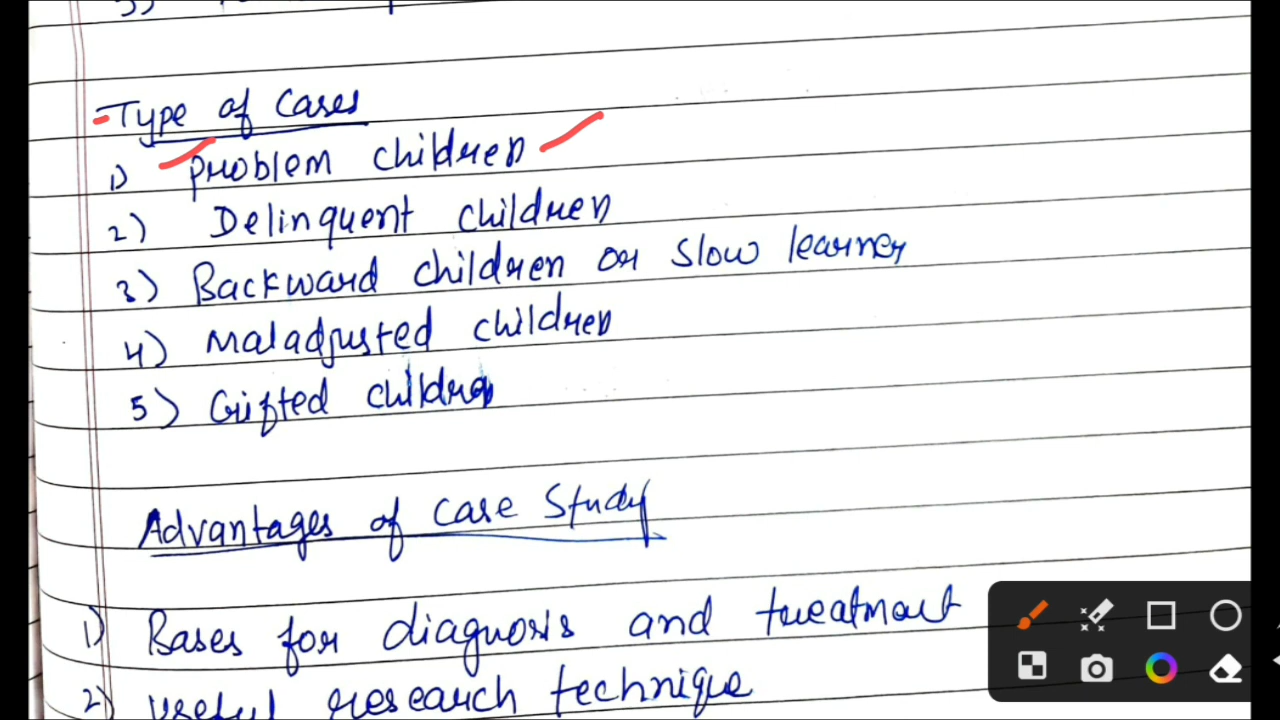 Type of Cases
1) Problem children
2) Delinquent children
3) Backward children or slow learner
4) Maladjusted children
5) Gifted children
Advantages of case study
1) Bases for diagnosis and treatment
2) useful research technique